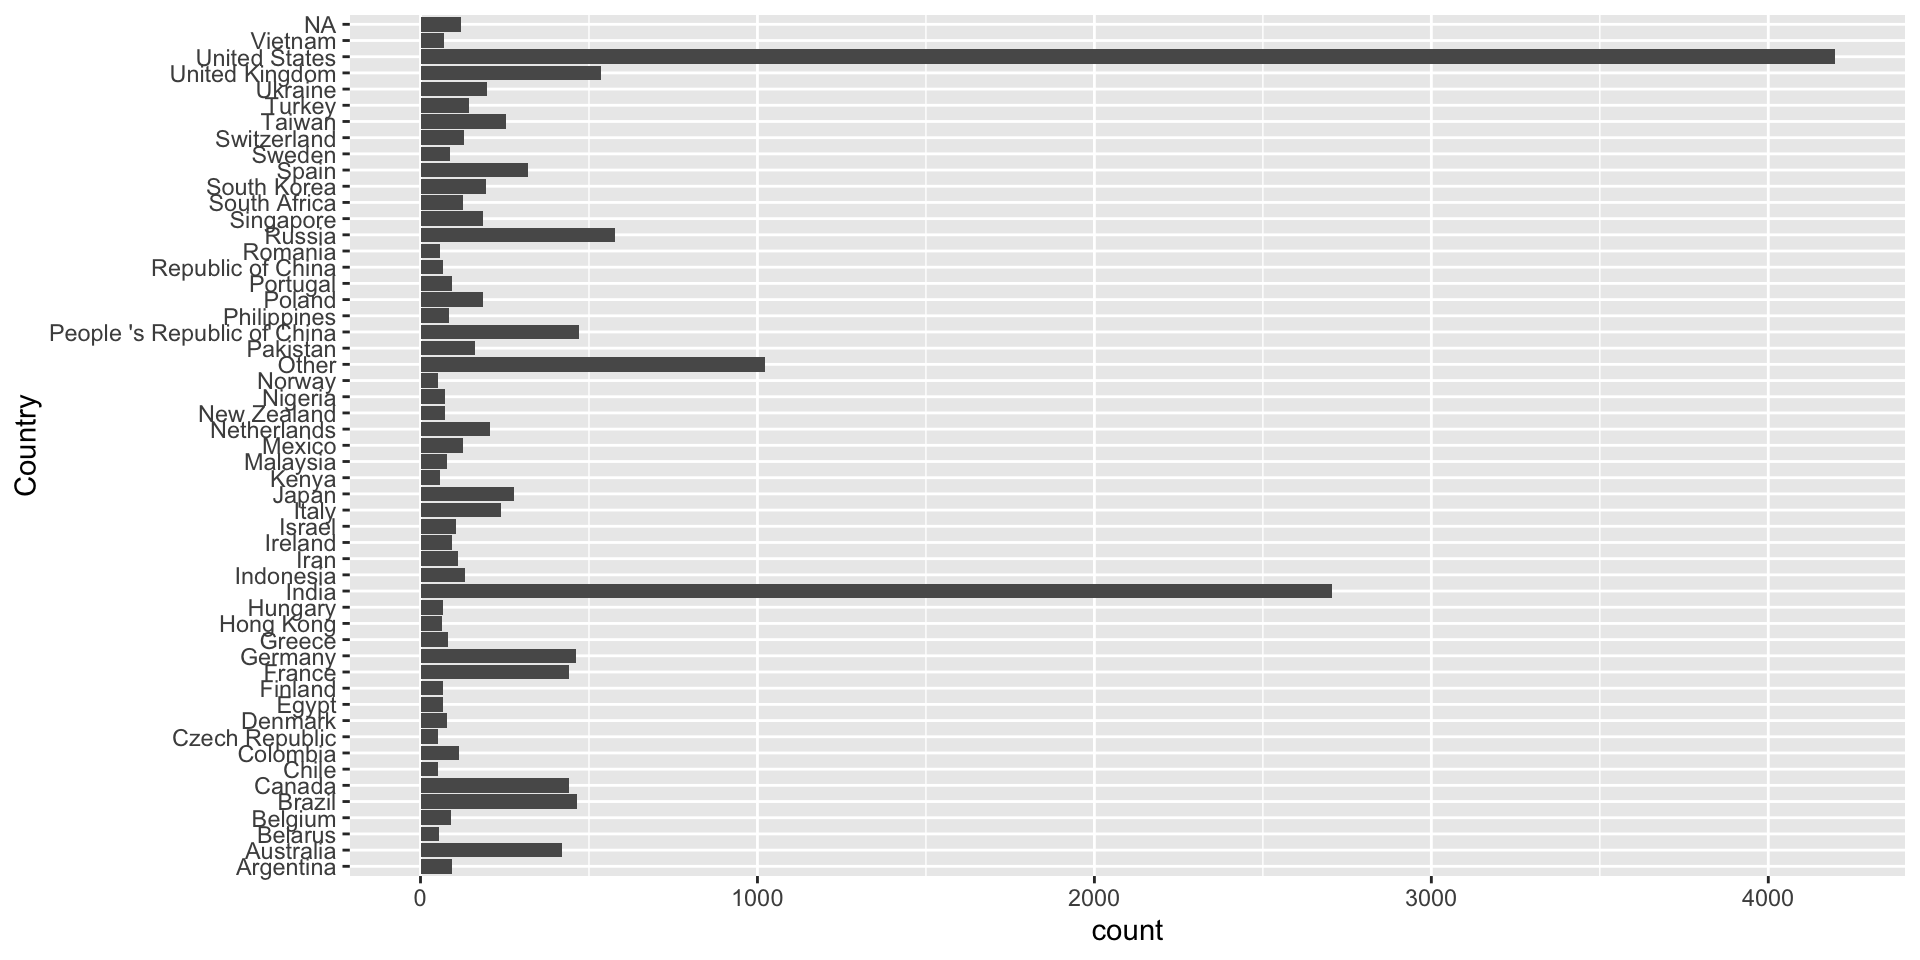 NA
Vietnam
United States
United Kingdom
Ukraine
Turkey
Taiwan
Switzerland
Sweden
Spain
South Korea
South Africa
Singapore
Russia
Romania
Republic of China
Portugal
Poland
Philippines
People 's Republic of China
Pakistan
Other
Norway
Nigeria
New Zealand
Netherlands
Mexico
Malaysia
Kenya
Japan
Italy
Israel
Ireland
Iran
Indonesia
India
Hungary
Hong Kong
Greece
Germany
France
Finland
Egypt
Denmark
Czech Republic
Colombia
Chile
Canada
Brazil
Belgium
Belarus
Australia
Argentina
Country
0 1000 2000 3000 4000
count